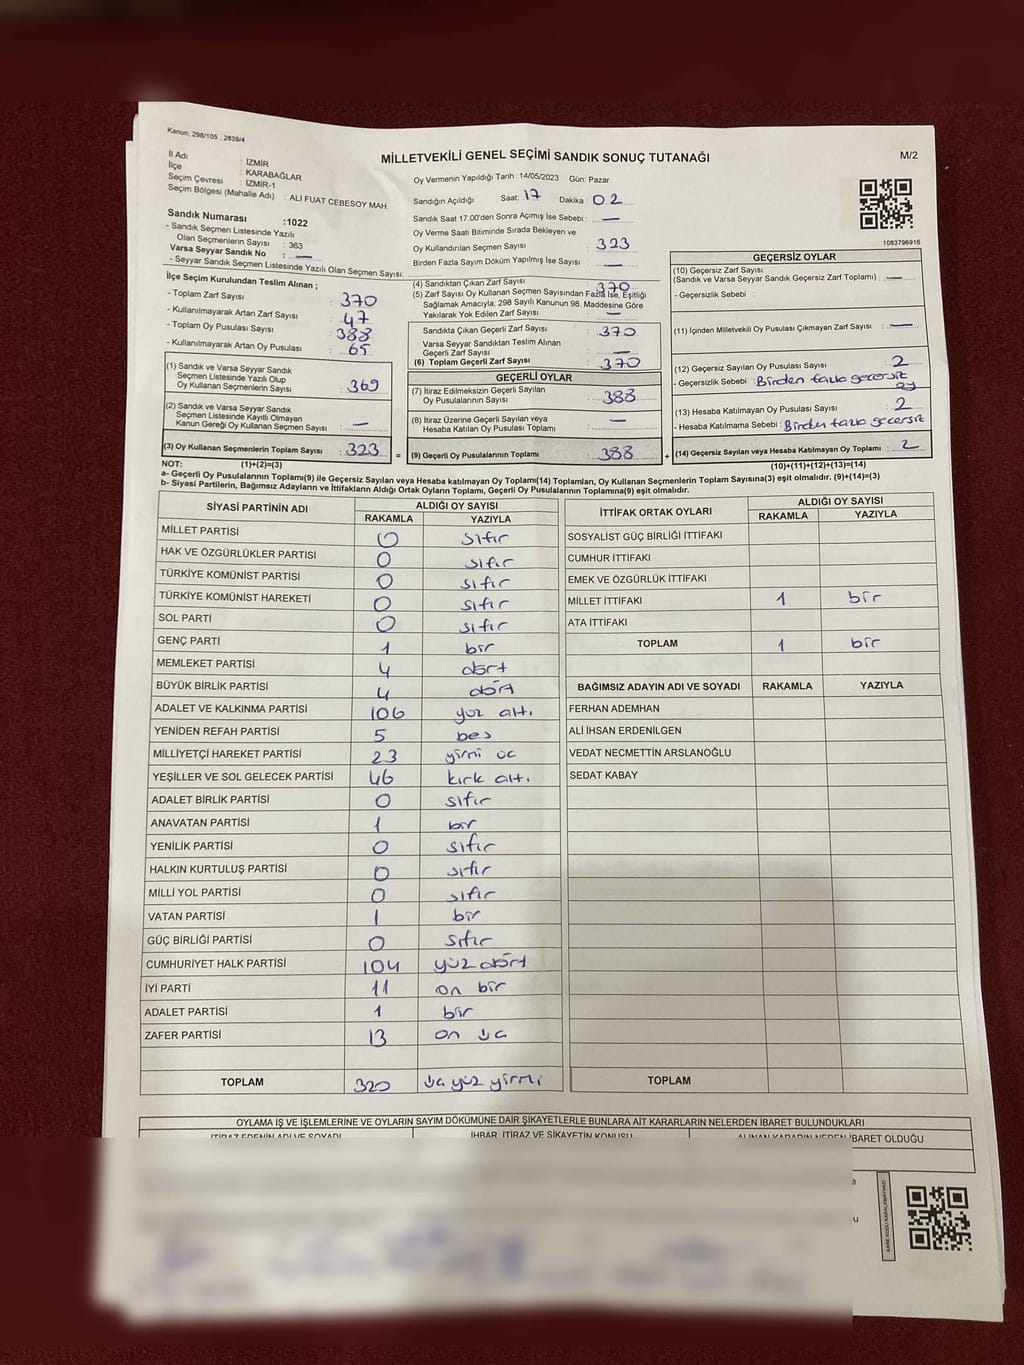 Kanun; 298/105 , 2839/4
MİLLETVEKİLİ GENEL SEÇİMİ SANDIK SONUÇ TUTANAĞI
M/2
İl Adı : İZMİR
İlçe : KARABAĞLAR
Seçim Çevresi : İZMİR-1
Seçim Bölgesi (Mahalle Adı) : ALİ FUAT CEBESOY MAH.
Sandık Numarası :1022
- Sandık Seçmen Listesinde Yazılı
Olan Seçmenlerin Sayısı : 363
Varsa Seyyar Sandık No : —
- Seyyar Sandık Seçmen Listesinde Yazılı Olan Seçmen Sayısı:
Oy Vermenin Yapıldığı Tarih :14/05/2023 Gün: Pazar
Sandığın Açıldığı Saat 17 Dakika 02
Sandık Saat 17.00'den Sonra Açımış İse Sebebi : —
Oy Verme Saati Bitiminde Sırada Bekleyen ve
Oy Kullandırılan Seçmen Sayısı : 323
Birden Fazla Sayım Döküm Yapılmış İse Sayısı : —
1083796916
İlçe Seçim Kurulundan Teslim Alınan ;
- Toplam Zarf Sayısı : 370
- Kullanılmayarak Artan Zarf Sayısı : 47
- Toplam Oy Pusulası Sayısı : 388
- Kullanılmayarak Artan Oy Pusulası : 65
(1) Sandık ve Varsa Seyyar Sandık
Seçmen Listesinde Yazılı Olup
Oy Kullanan Seçmenlerin Sayısı : 369
(2) Sandık ve Varsa Seyyar Sandık
Seçmen Listesinde Kayıtlı Olmayan
Kanun Gereği Oy Kullanan Seçmen Sayısı : —
(3) Oy Kullanan Seçmenlerin Toplam Sayısı : 323
(4) Sandıktan Çıkan Zarf Sayısı : 370
(5) Zarf Sayısı Oy Kullanan Seçmen Sayısından Fazla İse, Eşitliği
Sağlamak Amacıyla, 298 Sayılı Kanunun 98. Maddesine Göre
Yakılarak Yok Edilen Zarf Sayısı : —
Sandıkta Çıkan Geçerli Zarf Sayısı : 370
Varsa Seyyar Sandıktan Teslim Alınan
Geçerli Zarf Sayısı : —
(6) Toplam Geçerli Zarf Sayısı : 370
GEÇERLİ OYLAR
(7) İtiraz Edilmeksizin Geçerli Sayılan
Oy Pusulalarının Sayısı : 388
(8) İtiraz Üzerine Geçerli Sayılan veya
Hesaba Katılan Oy Pusulası Toplamı : —
= (9) Geçerli Oy Pusulalarının Toplamı : 388 +
GEÇERSİZ OYLAR
(10) Geçersiz Zarf Sayısı
(Sandık ve Varsa Seyyar Sandık Geçersiz Zarf Toplamı) : —
- Geçersizlik Sebebi :
(11) İçinden Milletvekili Oy Pusulası Çıkmayan Zarf Sayısı : —
(12) Geçersiz Sayılan Oy Pusulası Sayısı : 2
- Geçersizlik Sebebi : Birden fazla geçersiz
oy
(13) Hesaba Katılmayan Oy Pusulası Sayısı : 2
- Hesaba Katılmama Sebebi : Birden fazla geçersiz
(14) Geçersiz Sayılan veya Hesaba Katılmayan Oy Toplamı : 2
NOT: (1)+(2)=(3)
(10)+(11)+(12)+(13)=(14)
a- Geçerli Oy Pusulalarının Toplamı(9) ile Geçersiz Sayılan veya Hesaba katılmayan Oy Toplamı(14) Toplamları, Oy Kullanan Seçmenlerin Toplam Sayısına(3) eşit olmalıdır. (9)+(14)=(3)
b- Siyasi Partilerin, Bağımsız Adayların ve İttifakların Aldığı Ortak Oyların Toplamı, Geçerli Oy Pusulalarının Toplamına(9) eşit olmalıdır.
SİYASİ PARTİNİN ADI ALDIĞI OY SAYISI
RAKAMLA YAZIYLA
MİLLET PARTİSİ 0 sıfır
HAK VE ÖZGÜRLÜKLER PARTİSİ 0 sıfır
TÜRKİYE KOMÜNİST PARTİSİ 0 sıfır
TÜRKİYE KOMÜNİST HAREKETİ 0 sıfır
SOL PARTİ 0 sıfır
GENÇ PARTİ 1 bir
MEMLEKET PARTİSİ 4 dört
BÜYÜK BİRLİK PARTİSİ 4 dört
ADALET VE KALKINMA PARTİSİ 106 yüz altı
YENİDEN REFAH PARTİSİ 5 beş
MİLLİYETÇİ HAREKET PARTİSİ 23 yirmi üc
YEŞİLLER VE SOL GELECEK PARTİSİ 46 kırk altı
ADALET BİRLİK PARTİSİ 0 sıfır
ANAVATAN PARTİSİ 1 bir
YENİLİK PARTİSİ 0 sıfır
HALKIN KURTULUŞ PARTİSİ 0 sıfır
MİLLİ YOL PARTİSİ 0 sıfır
VATAN PARTİSİ 1 bir
GÜÇ BİRLİĞİ PARTİSİ 0 sıfır
CUMHURİYET HALK PARTİSİ 104 yüz dört
İYİ PARTİ 11 on bir
ADALET PARTİSİ 1 bir
ZAFER PARTİSİ 13 on üc
TOPLAM 320 üc yüz yirmi
İTTİFAK ORTAK OYLARI ALDIĞI OY SAYISI
RAKAMLA YAZIYLA
SOSYALİST GÜÇ BİRLİĞİ İTTİFAKI
CUMHUR İTTİFAKI
EMEK VE ÖZGÜRLÜK İTTİFAKI
MİLLET İTTİFAKI 1 bir
ATA İTTİFAKI
TOPLAM 1 bir
BAĞIMSIZ ADAYIN ADI VE SOYADI RAKAMLA YAZIYLA
FERHAN ADEMHAN
ALİ İHSAN ERDENİLGEN
VEDAT NECMETTİN ARSLANOĞLU
SEDAT KABAY
TOPLAM
OYLAMA İŞ VE İŞLEMLERİNE VE OYLARIN SAYIM DÖKÜMÜNE DAİR ŞİKAYETLERLE BUNLARA AİT KARARLARIN NELERDEN İBARET BULUNDUKLARI
İTİRAZ EDENİN ADI VE SOYADI İHBAR, İTİRAZ VE ŞİKAYETİN KONUSU ALINAN KARARIN NEDEN İBARET OLDUĞU
KARE KODU KARALAMAYINIZ!